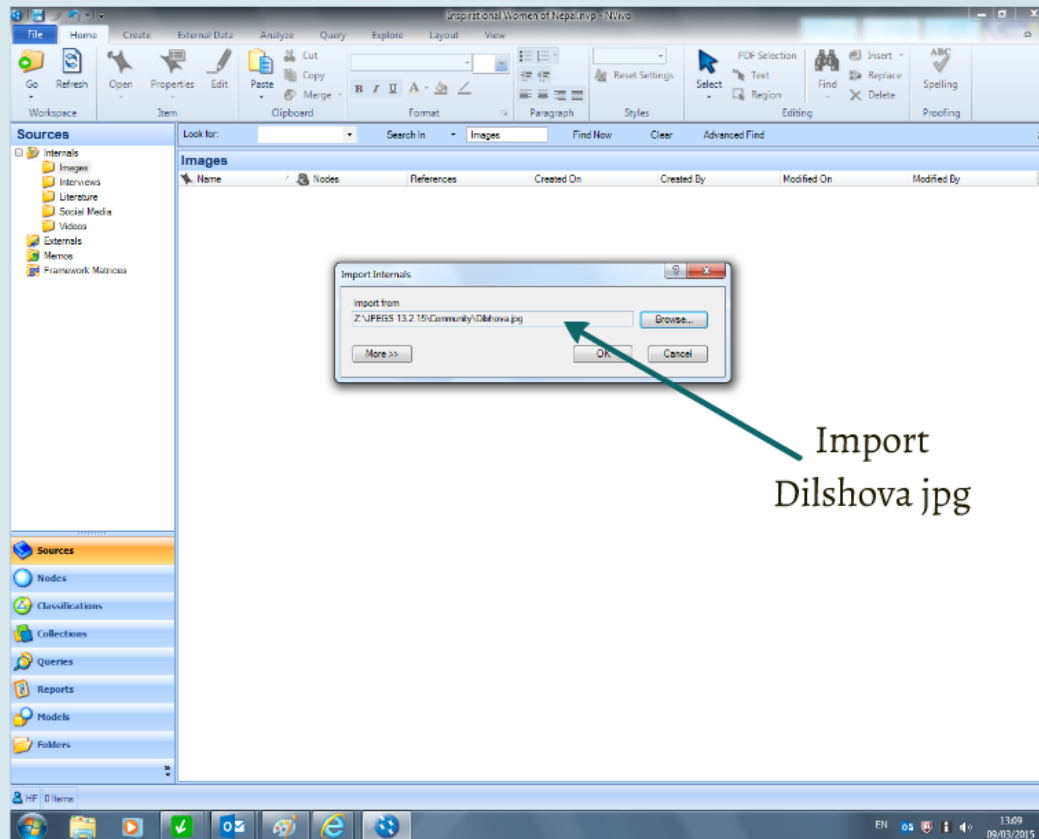 Inspirational Women of Nepal.nvp - NVivo
File Home Create External Data Analyze Query Explore Layout View
Go Refresh Open Properties Edit Paste Cut Copy Merge
B I U A
Reset Settings
Select PDF Selection Text Region Find Insert Replace Delete
ABC Spelling
Workspace Item Clipboard Format Paragraph Styles Editing Proofing
Sources
Look for: Search In Images Find Now Clear Advanced Find
Internals
Images
Interviews
Literature
Social Media
Videos
Externals
Memos
Framework Matrices
Images
Name Nodes References Created On Created By Modified On Modified By
Import Internals
Import from
Z:\JPEGS 13.2.15\Community\Dilshova.jpg Browse...
More >> OK Cancel
Import
Dilshova jpg
Sources
Nodes
Classifications
Collections
Queries
Reports
Models
Folders
HF 0 Items
EN 13:09
09/03/2015